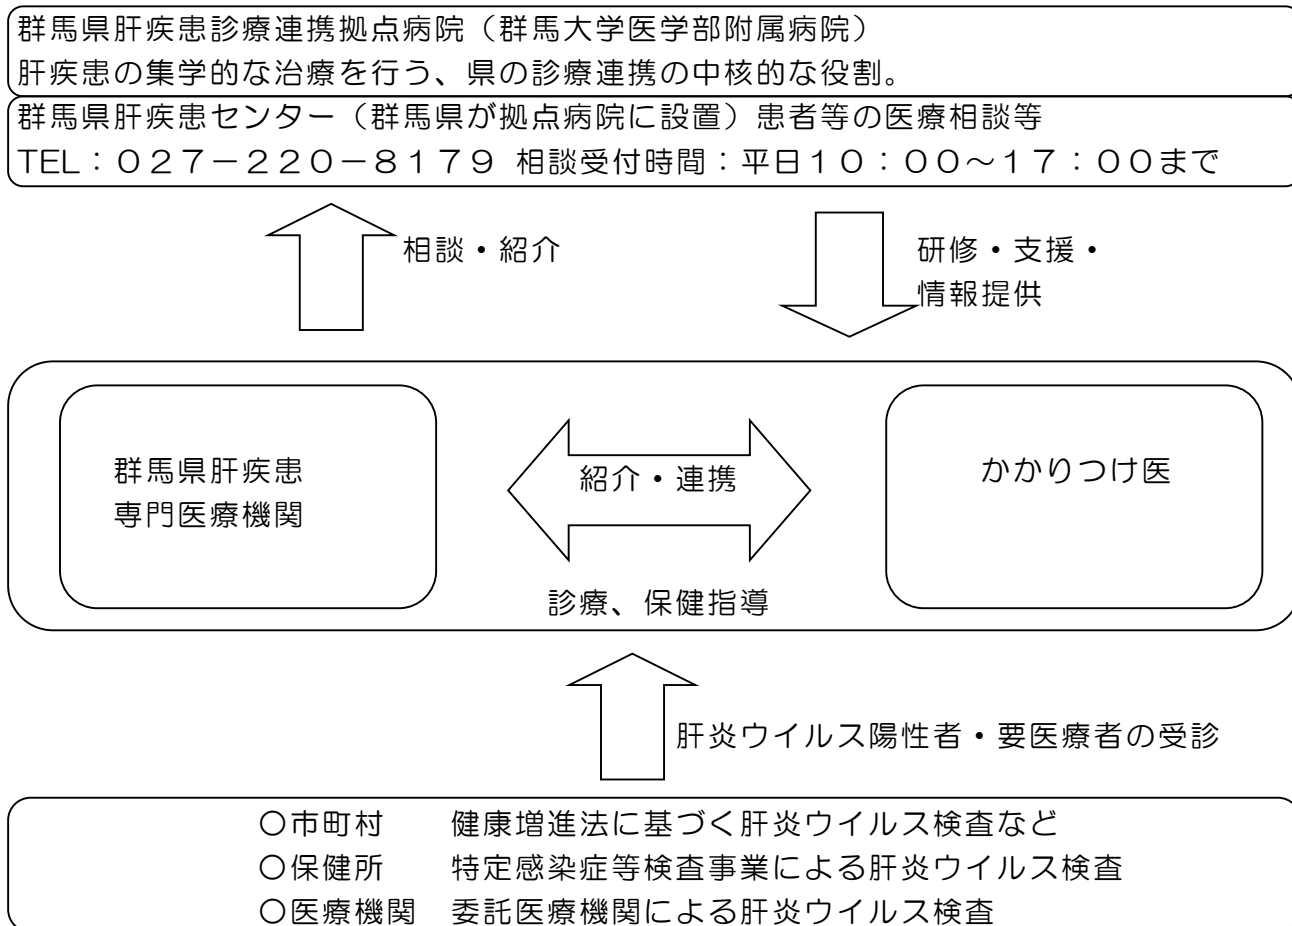 群馬県肝疾患診療連携拠点病院（群馬大学医学部附属病院）
肝疾患の集学的な治療を行う、県の診療連携の中核的な役割。
群馬県肝疾患センター（群馬県が拠点病院に設置）患者等の医療相談等
TEL：０２７－２２０－８１７９ 相談受付時間：平日１０：００～１７：００まで
相談・紹介
研修・支援・
情報提供
群馬県肝疾患
専門医療機関
紹介・連携
かかりつけ医
診療、保健指導
肝炎ウイルス陽性者・要医療者の受診
〇市町村　健康増進法に基づく肝炎ウイルス検査など
〇保健所　特定感染症等検査事業による肝炎ウイルス検査
〇医療機関　委託医療機関による肝炎ウイルス検査